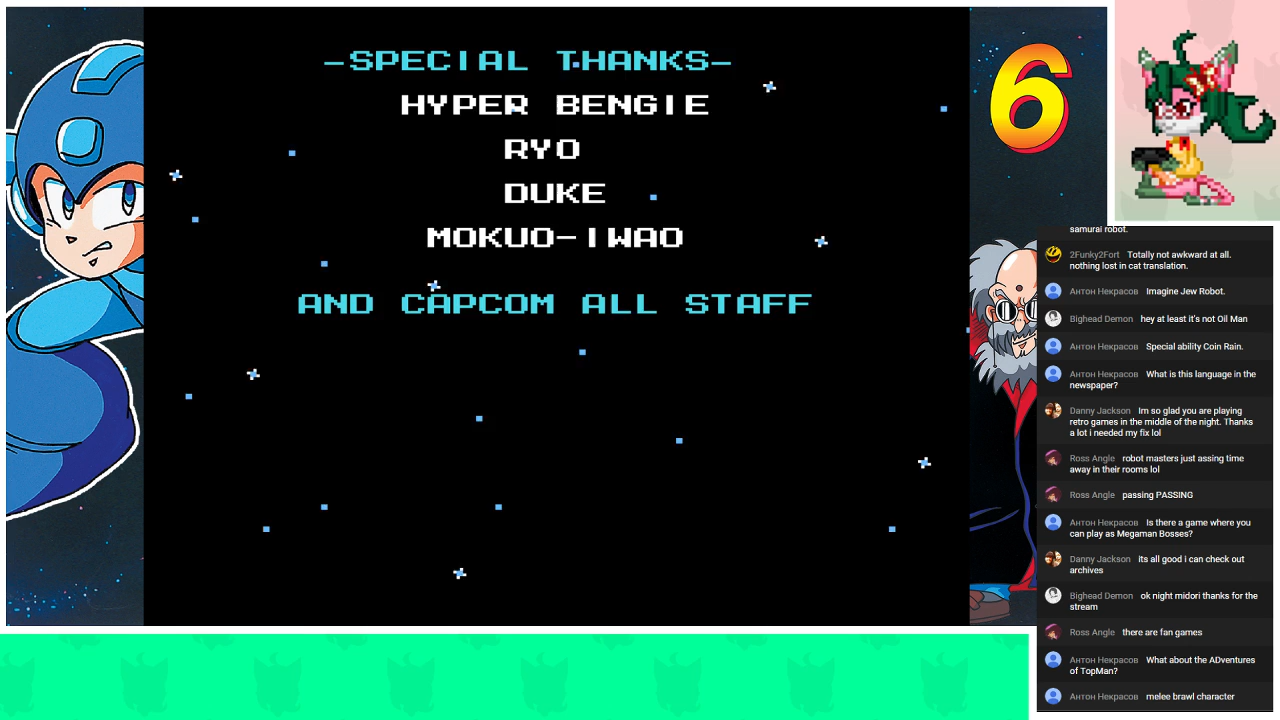 -SPECIAL THANKS-
HYPER BENGIE
RYO
DUKE
MOKUO-IWAO
AND CAPCOM ALL STAFF
6
samurai robot.
2Funky2Fort Totally not awkward at all.
nothing lost in cat translation.
Антон Некрасов Imagine Jew Robot.
Bighead Demon hey at least it's not Oil Man
Антон Некрасов Special ability Coin Rain.
Антон Некрасов What is this language in the
newspaper?
Danny Jackson Im so glad you are playing
retro games in the middle of the night. Thanks
a lot i needed my fix lol
Ross Angle robot masters just assing time
away in their rooms lol
Ross Angle passing PASSING
Антон Некрасов Is there a game where you
can play as Megaman Bosses?
Danny Jackson its all good i can check out
archives
Bighead Demon ok night midori thanks for the
stream
Ross Angle there are fan games
Антон Некрасов What about the ADventures
of TopMan?
Антон Некрасов melee brawl character